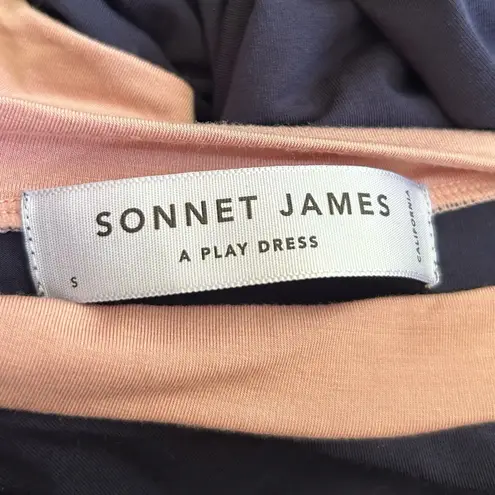 SONNET JAMES
A PLAY DRESS
S
CALIFORNIA